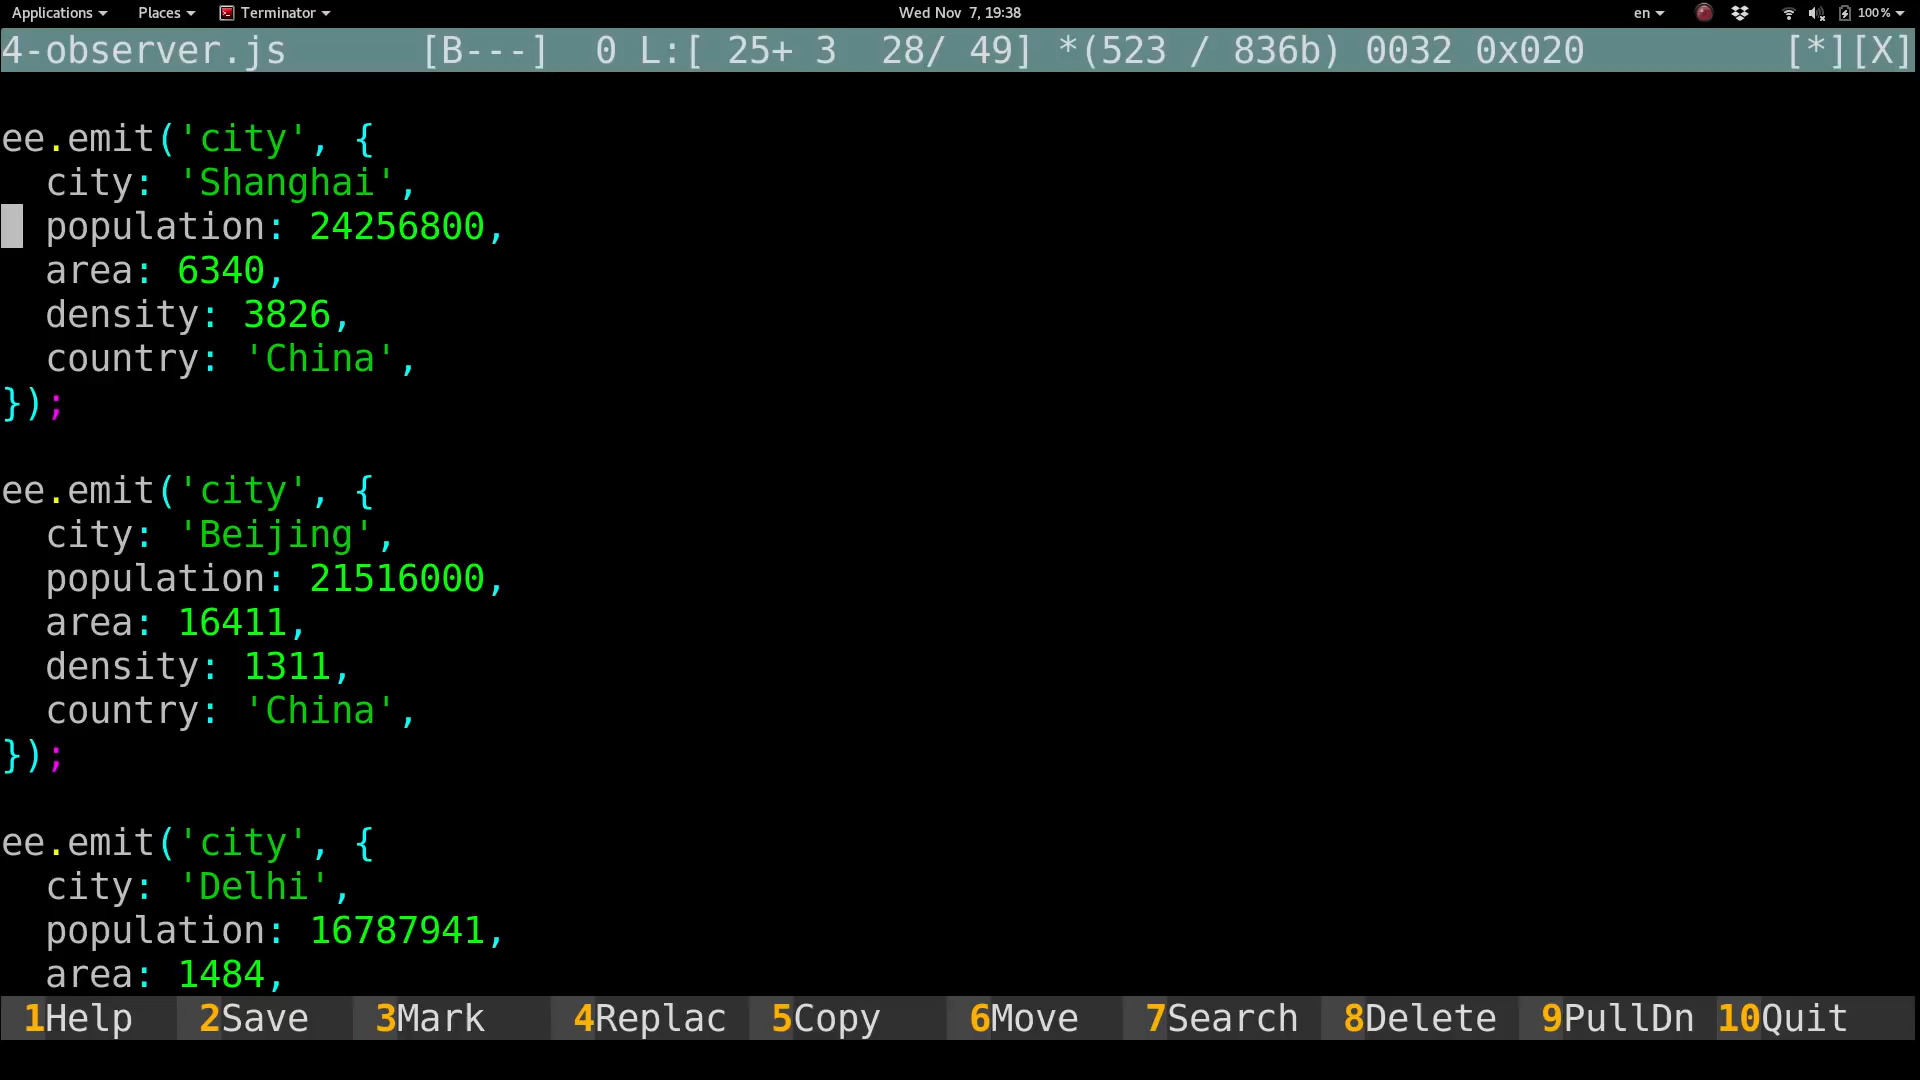 Applications Places Terminator Wed Nov 7, 19:38 en 100%
4-observer.js [B---] 0 L:[ 25+ 3 28/ 49] *(523 / 836b) 0032 0x020 [*][X]
ee.emit('city', {
  city: 'Shanghai',
  population: 24256800,
  area: 6340,
  density: 3826,
  country: 'China',
});
ee.emit('city', {
  city: 'Beijing',
  population: 21516000,
  area: 16411,
  density: 1311,
  country: 'China',
});
ee.emit('city', {
  city: 'Delhi',
  population: 16787941,
  area: 1484,
1Help 2Save 3Mark 4Replac 5Copy 6Move 7Search 8Delete 9PullDn 10Quit